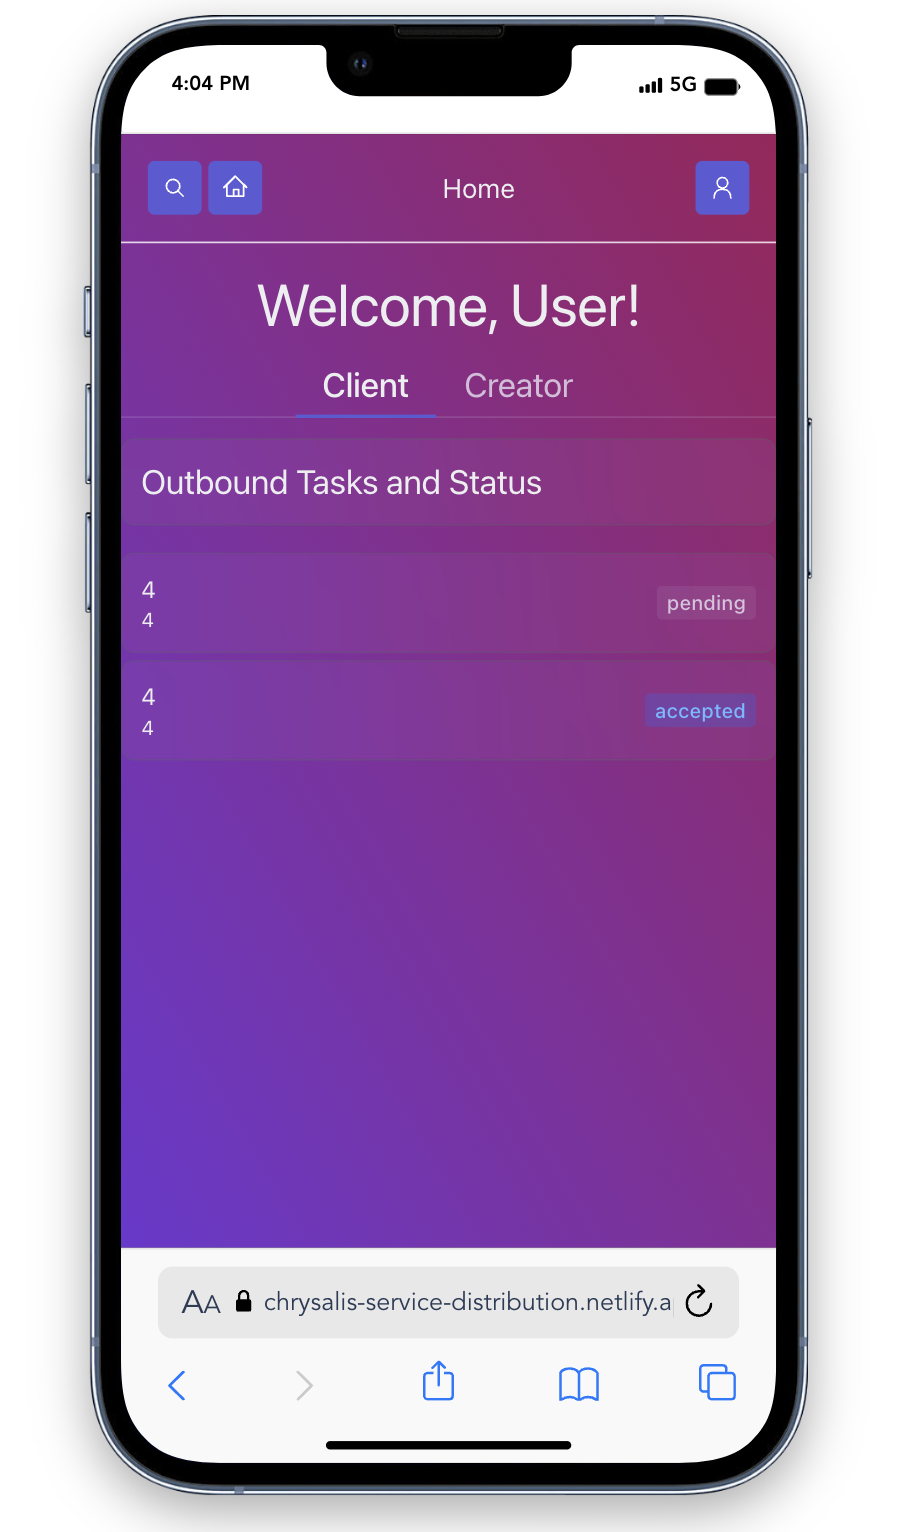 4:04 PM
5G
Home
Welcome, User!
Client
Creator
Outbound Tasks and Status
4
4
pending
4
4
accepted
AA
chrysalis-service-distribution.netlify.a